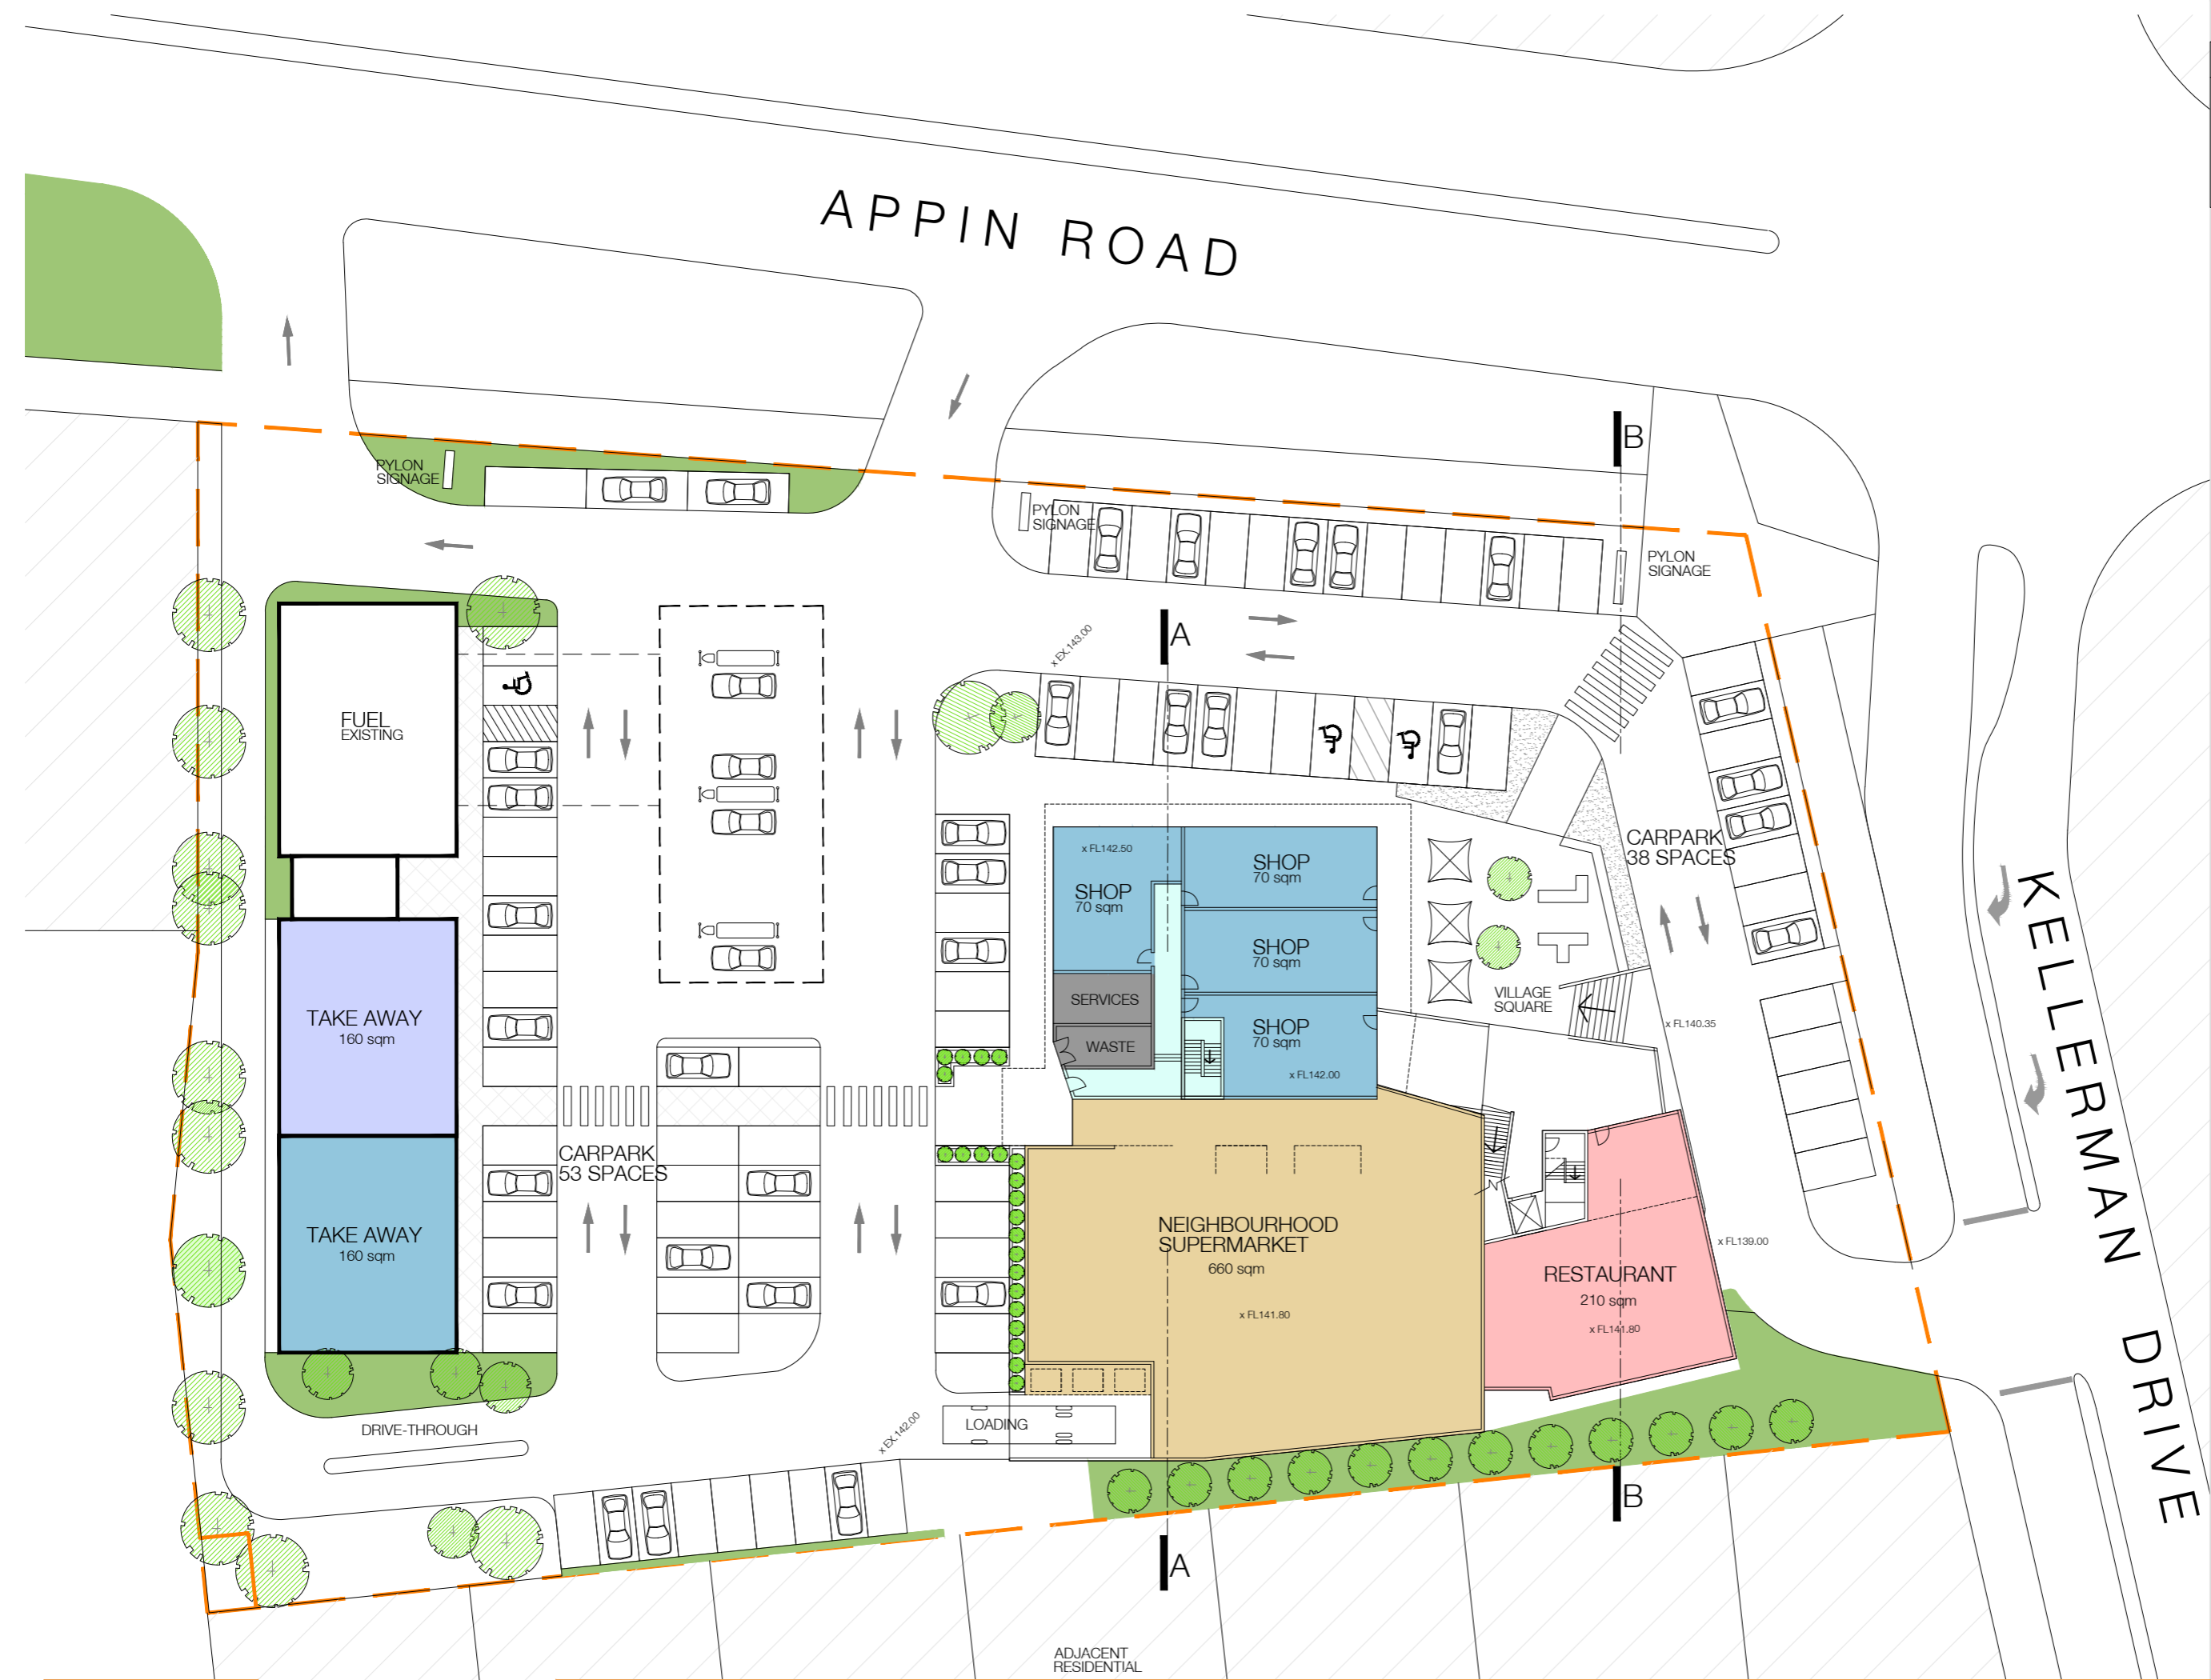 APPIN ROAD
B
PYLON
SIGNAGE
PYLON
SIGNAGE
PYLON
SIGNAGE
A
x EX.143.00
FUEL
EXISTING
CARPARK
38 SPACES
KELLERMAN DRIVE
x FL142.50
SHOP
70 sqm
SHOP
70 sqm
SHOP
70 sqm
SERVICES
VILLAGE
SQUARE
TAKE AWAY
160 sqm
SHOP
70 sqm
x FL140.35
WASTE
x FL142.00
CARPARK
53 SPACES
N
TAKE AWAY
160 sqm
NEIGHBOURHOOD
SUPERMARKET
660 sqm
x FL141.80
x FL139.00
RESTAURANT
210 sqm
x FL141.80
DRIVE-THROUGH
x EX.142.00
LOADING
B
A
ADJACENT
RESIDENTIAL